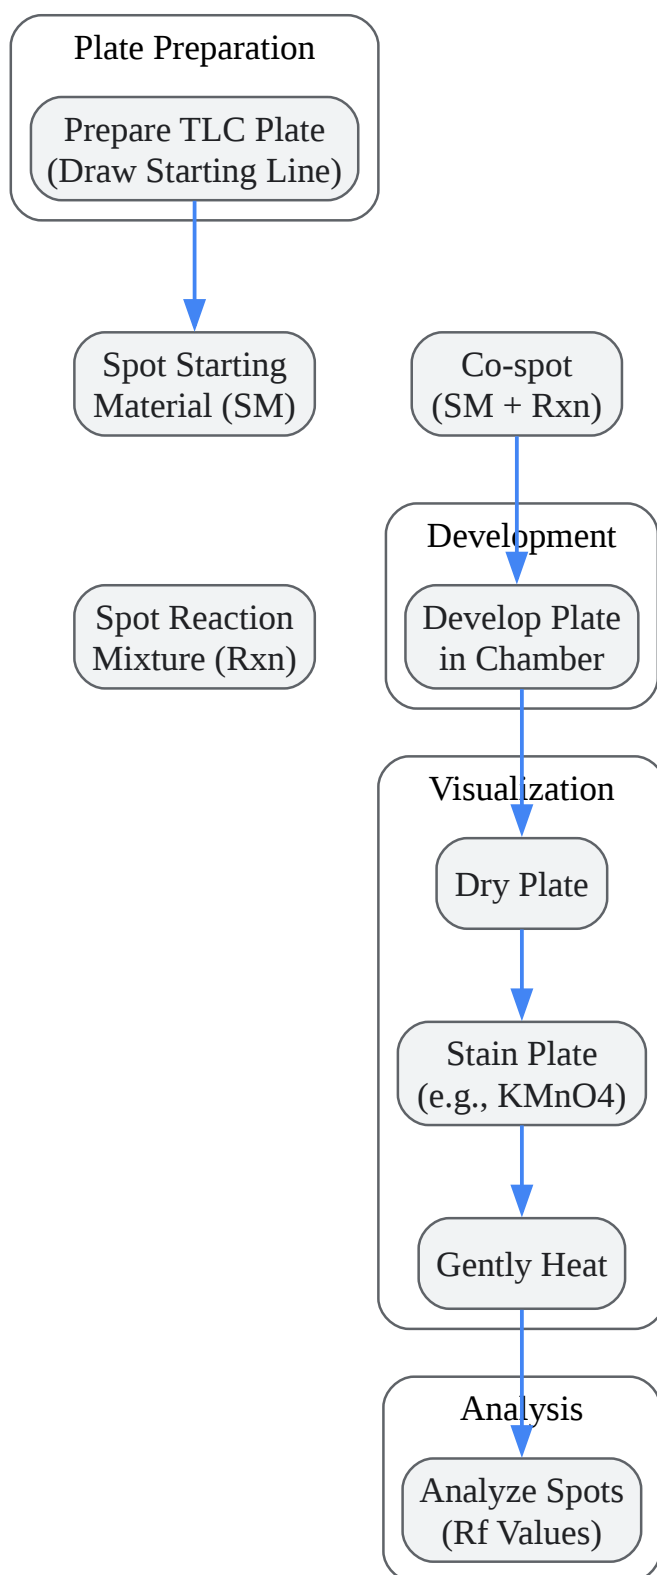 Plate Preparation
Prepare TLC Plate
(Draw Starting Line)
Spot Starting
Material (SM)
Co-spot
(SM + Rxn)
Spot Reaction
Mixture (Rxn)
Development
Develop Plate
in Chamber
Visualization
Dry Plate
Stain Plate
(e.g., KMnO4)
Gently Heat
Analysis
Analyze Spots
(Rf Values)